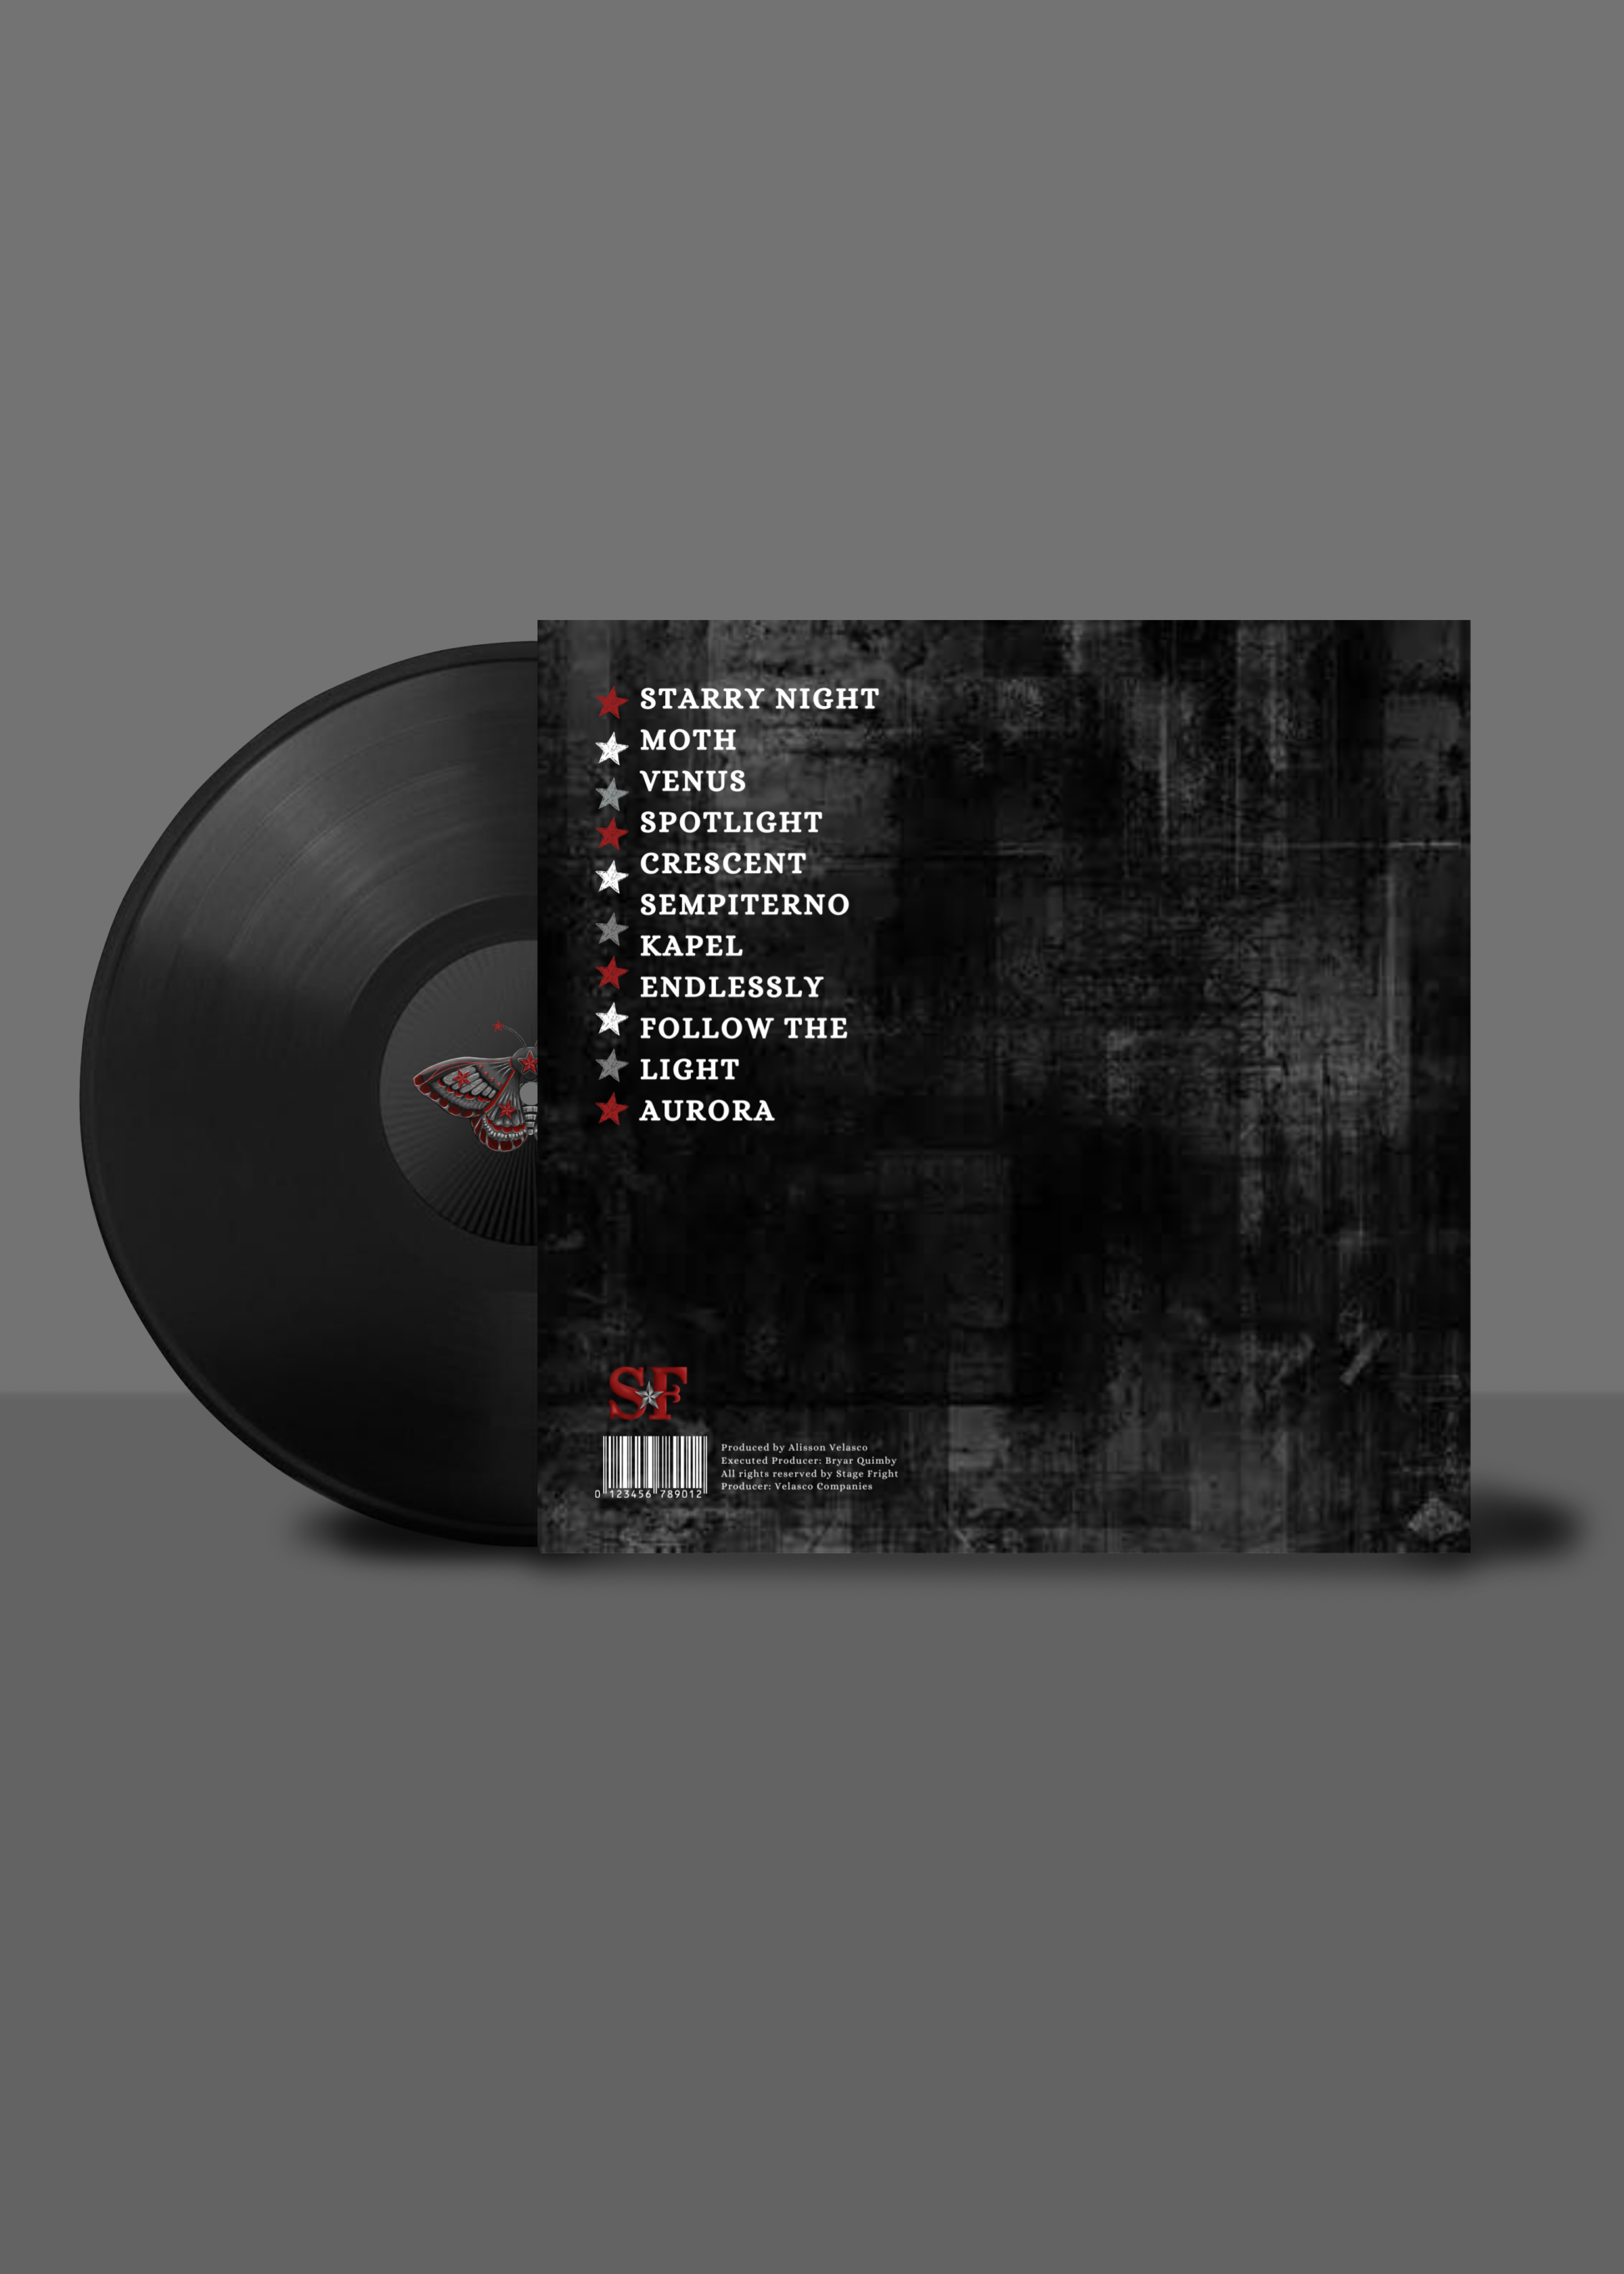 STARRY NIGHT
MOTH
VENUS
SPOTLIGHT
CRESCENT
SEMPITERNO
KAPEL
ENDLESSLY
FOLLOW THE
LIGHT
AURORA
SF
0 123456 789012
Produced by Alisson Velasco
Executed Producer: Bryar Quimby
All rights reserved by Stage Fright
Producer: Velasco Companies